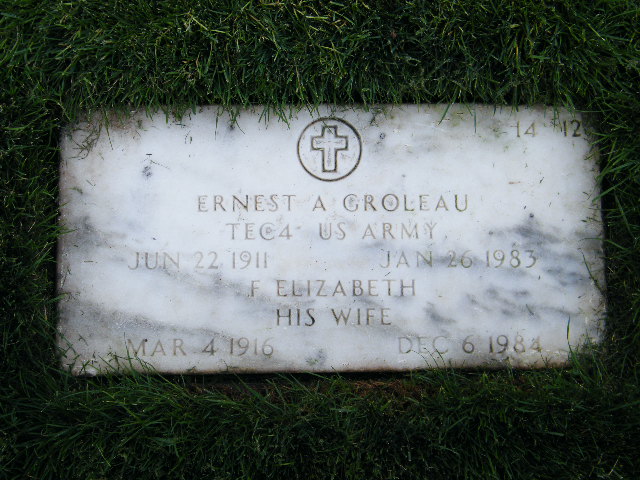 14 12
ERNEST A GROLEAU
TEC4 US ARMY
JUN 22 1911 JAN 26 1983
F ELIZABETH
HIS WIFE
MAR 4 1916 DEC 6 1984